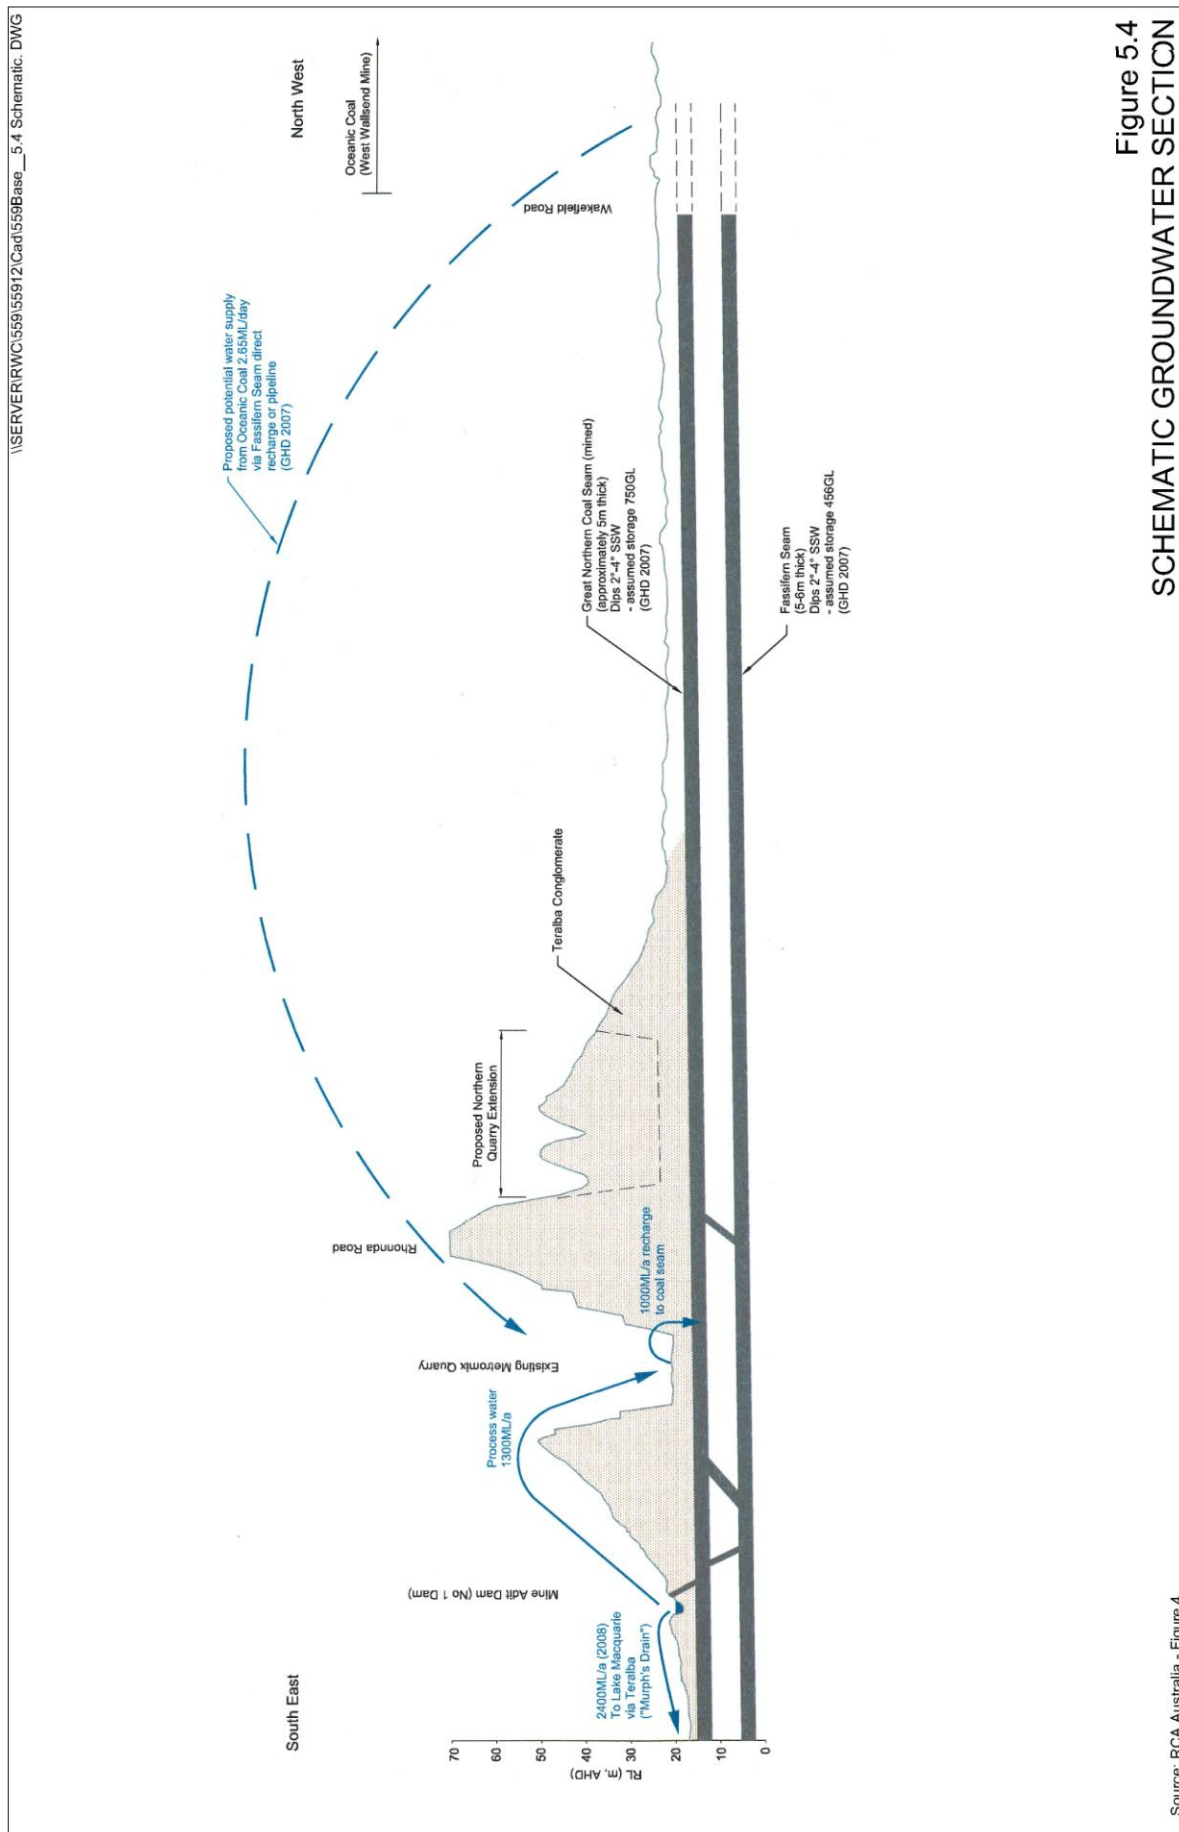 \\SERVER\RWC\559\55912\Cad\559Base__5.4 Schematic. DWG
South East
North West
Oceanic Coal
(West Wallsend Mine)
Wakefield Road
Proposed potential water supply
from Oceanic Coal 2.65ML/day
via Fassifern Seam direct
recharge or pipeline
(GHD 2007)
Rhonnda Road
Proposed Northern
Quarry Extension
Teralba Conglomerate
Existing Metromix Quarry
Process water
1300ML/a
1000ML/a recharge
to coal seam
Mine Adit Dam (No 1 Dam)
2400ML/a (2008)
To Lake Macquarie
via Teralba
("Murph's Drain")
Great Northern Coal Seam (mined)
(approximately 5m thick)
Dips 2°-4° SSW
- assumed storage 750GL
(GHD 2007)
Fassifern Seam
(5-6m thick)
Dips 2°-4° SSW
- assumed storage 456GL
(GHD 2007)
RL (m, AHD)
70
60
50
40
30
20
10
0
Figure 5.4
SCHEMATIC GROUNDWATER SECTION
Source: RCA Australia - Figure 4